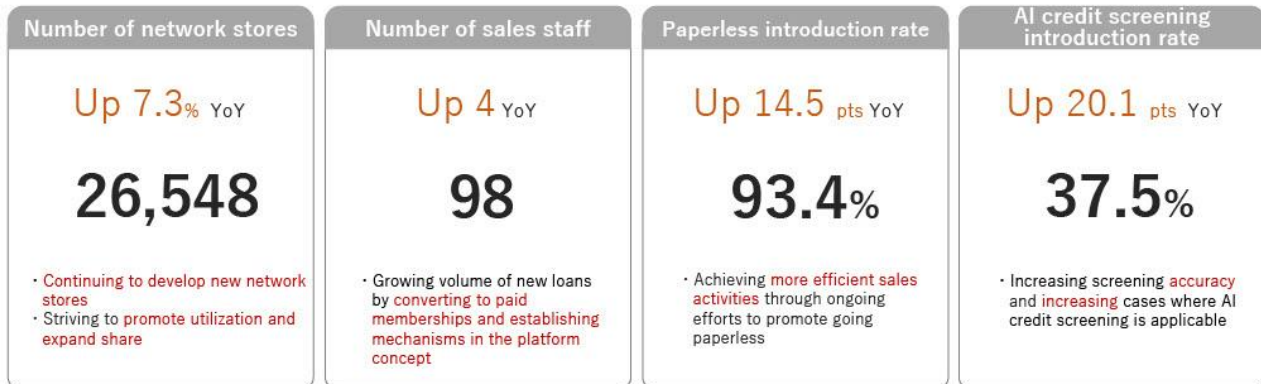 Number of network stores
Up 7.3% YoY
26,548
・Continuing to develop new network
stores
・Striving to promote utilization and
expand share
Number of sales staff
Up 4 YoY
98
・Growing volume of new loans
by converting to paid
memberships and establishing
mechanisms in the platform
concept
Paperless introduction rate
Up 14.5 pts YoY
93.4%
・Achieving more efficient sales
activities through ongoing
efforts to promote going
paperless
AI credit screening
introduction rate
Up 20.1 pts YoY
37.5%
・Increasing screening accuracy
and increasing cases where AI
credit screening is applicable